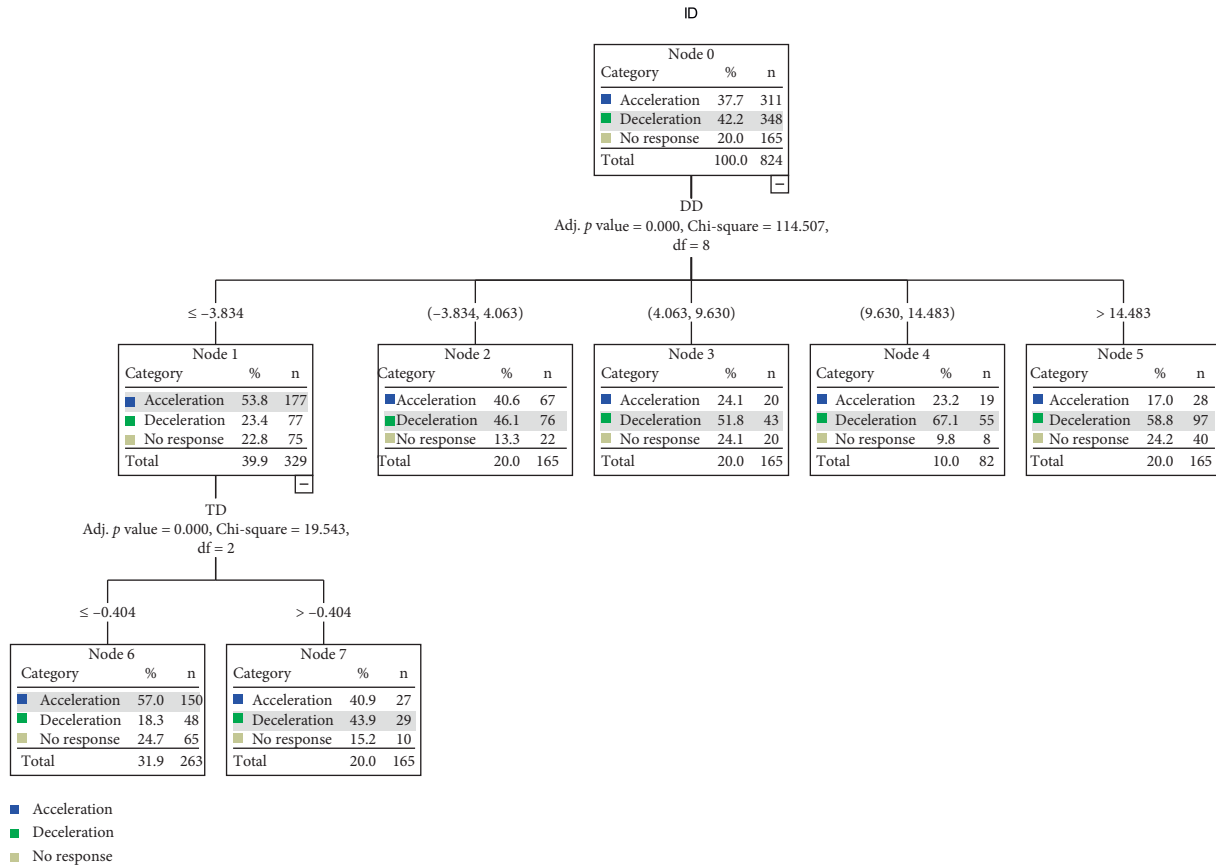 ID
Node 0
Category % n
Acceleration 37.7 311
Deceleration 42.2 348
No response 20.0 165
Total 100.0 824
DD
Adj. p value = 0.000, Chi-square = 114.507,
df = 8
≤ –3.834
(–3.834, 4.063)
(4.063, 9.630)
(9.630, 14.483)
> 14.483
Node 1
Category % n
Acceleration 53.8 177
Deceleration 23.4 77
No response 22.8 75
Total 39.9 329
Node 2
Category % n
Acceleration 40.6 67
Deceleration 46.1 76
No response 13.3 22
Total 20.0 165
Node 3
Category % n
Acceleration 24.1 20
Deceleration 51.8 43
No response 24.1 20
Total 20.0 165
Node 4
Category % n
Acceleration 23.2 19
Deceleration 67.1 55
No response 9.8 8
Total 10.0 82
Node 5
Category % n
Acceleration 17.0 28
Deceleration 58.8 97
No response 24.2 40
Total 20.0 165
TD
Adj. p value = 0.000, Chi-square = 19.543,
df = 2
≤ –0.404
> –0.404
Node 6
Category % n
Acceleration 57.0 150
Deceleration 18.3 48
No response 24.7 65
Total 31.9 263
Node 7
Category % n
Acceleration 40.9 27
Deceleration 43.9 29
No response 15.2 10
Total 20.0 165
Acceleration
Deceleration
No response